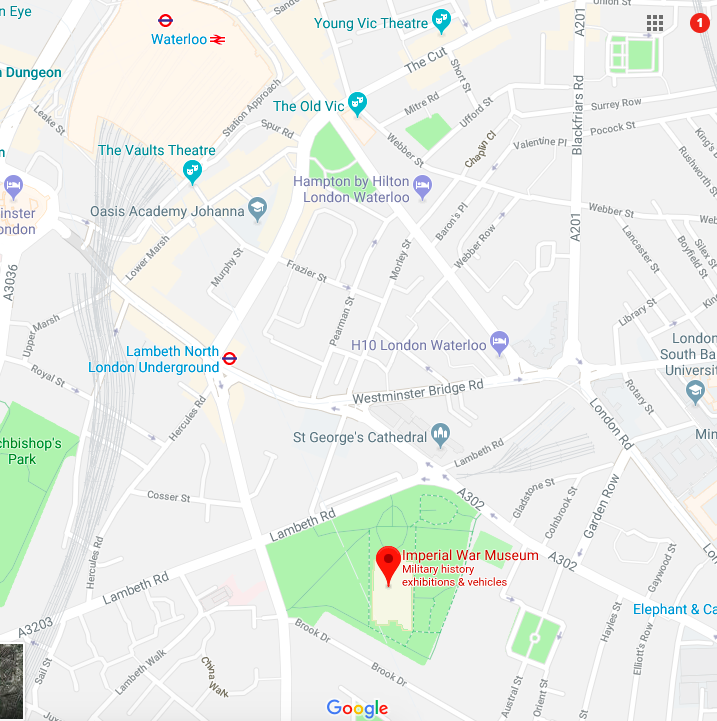 n Eye
Waterloo
Young Vic Theatre
Union St
1
A201
Dungeon
The Cut
Short St
Leake St
Station Approach
The Old Vic
Mitre Rd
Ufford St
Surrey Row
Blackfriars Rd
Pocock St
Spur Rd
Webber St
Chaplin Cl
Valentine Pl
King's
Rushworth St
The Vaults Theatre
n
Hampton by Hilton
London Waterloo
minster
ondon
Oasis Academy Johanna
Baron's Pl
Webber Row
Webber St
A201
Lancaster St
Silex St
Boyfield St
Lower Marsh
Murphy St
Frazier St
Morley St
A3036
Pearman St
Library St
King
Upper Marsh
Lambeth North
London Underground
H10 London Waterloo
London
South Ba
Universi
Royal St
Hercules Rd
Westminster Bridge Rd
Rotary St
London Rd
chbishop's
Park
St George's Cathedral
Lambeth Rd
Min
Cosser St
Lambeth Rd
A302
Gladstone St
Colnbrook St
Garden Row
Hercules Rd
Imperial War Museum
Military history
exhibitions & vehicles
A302
Lon
Gaywood St
Lambeth Rd
A3203
Elephant & Ca
Brook Dr
Hayles St
Elliott's Row
Sail St
Lambeth Walk
China Walk
Brook Dr
Austral St
Orient St
Jux
Google